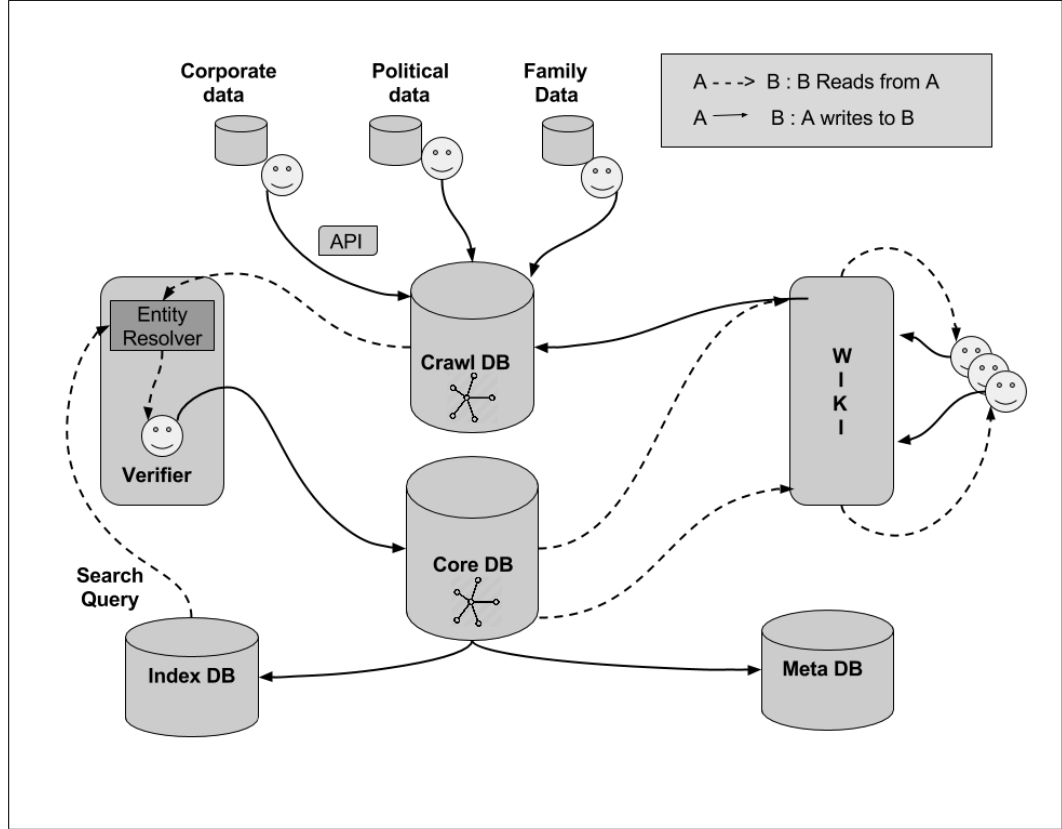 Corporate
data
Political
data
Family
Data
A - - -> B : B Reads from A
A → B : A writes to B
API
Entity
Resolver
Crawl DB
W
I
K
I
Verifier
Core DB
Search
Query
Index DB
Meta DB